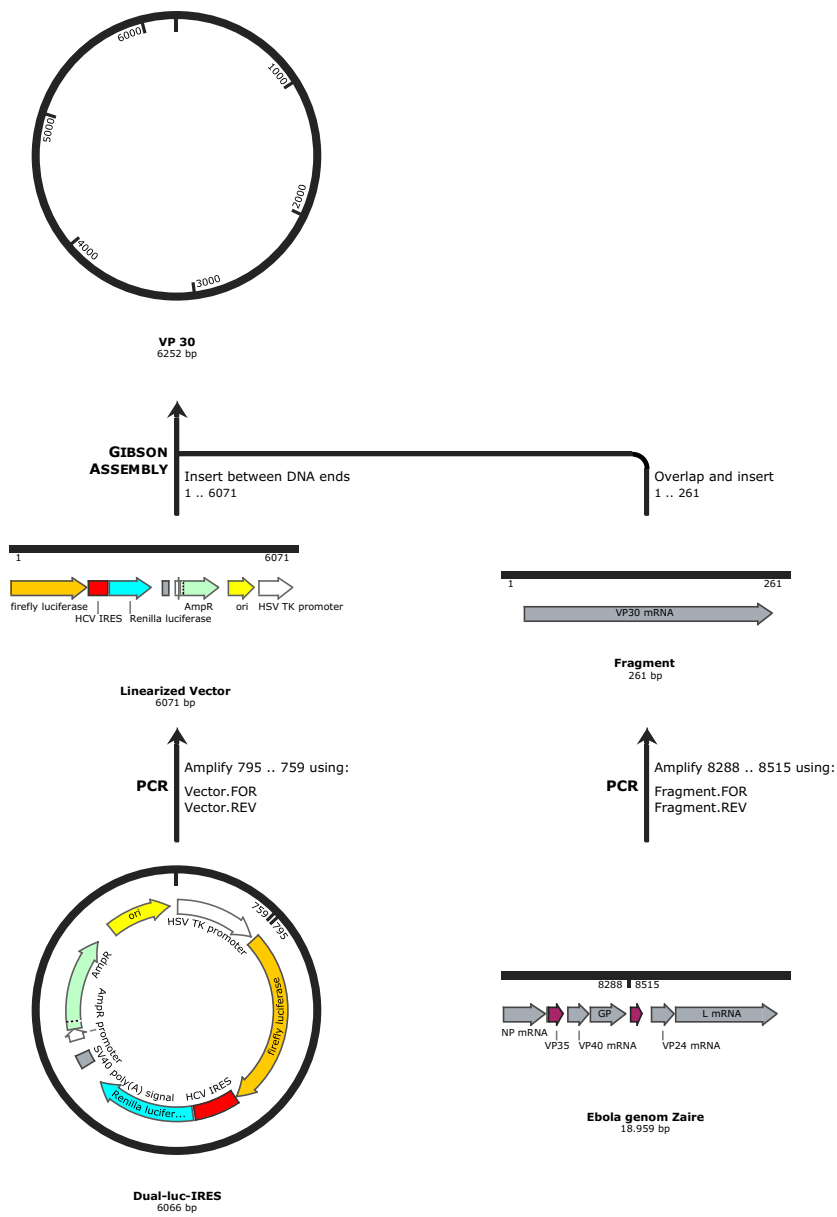 6000
1000
5000
2000
4000
3000
VP 30
6252 bp
GIBSON
ASSEMBLY
Insert between DNA ends
1 .. 6071
Overlap and insert
1 .. 261
1
6071
firefly luciferase
HCV IRES
Renilla luciferase
AmpR
ori
HSV TK promoter
Linearized Vector
6071 bp
1
261
VP30 mRNA
Fragment
261 bp
PCR
Amplify 795 .. 759 using:
Vector.FOR
Vector.REV
PCR
Amplify 8288 .. 8515 using:
Fragment.FOR
Fragment.REV
ori
HSV TK promoter
759
795
AmpR
AmpR promoter
SV40 poly(A) signal
firefly luciferase
HCV IRES
Renilla lucifer...
Dual-luc-IRES
6066 bp
8288
8515
NP mRNA
VP35
VP40 mRNA
GP
VP24 mRNA
L mRNA
Ebola genom Zaire
18.959 bp